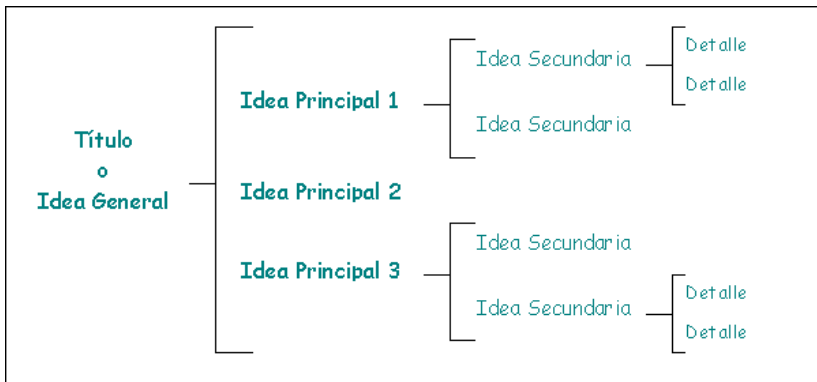 Título
o
Idea General
Idea Principal 1
Idea Secundaria
Detalle
Detalle
Idea Secundaria
Idea Principal 2
Idea Principal 3
Idea Secundaria
Idea Secundaria
Detalle
Detalle